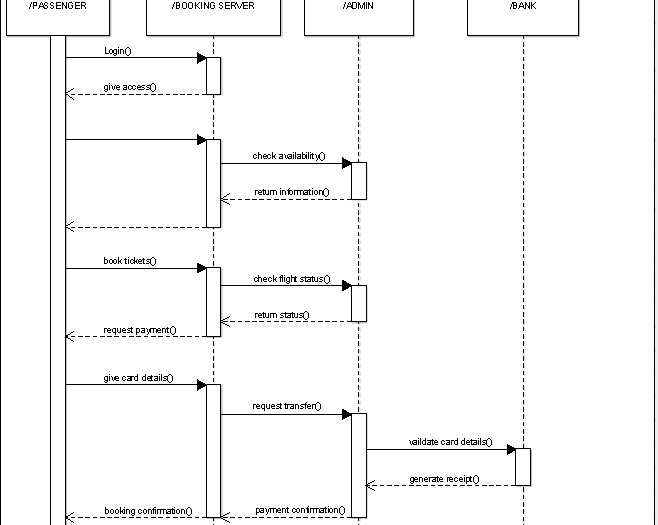 /PASSENGER
/BOOKING SERVER
/ADMIN
/BANK
Login()
give access()
check availability()
return information()
book tickets()
check flight status()
return status()
request payment()
give card details()
request transfer()
vaildate card details()
generate receipt()
booking confirmation()
payment confirmation()